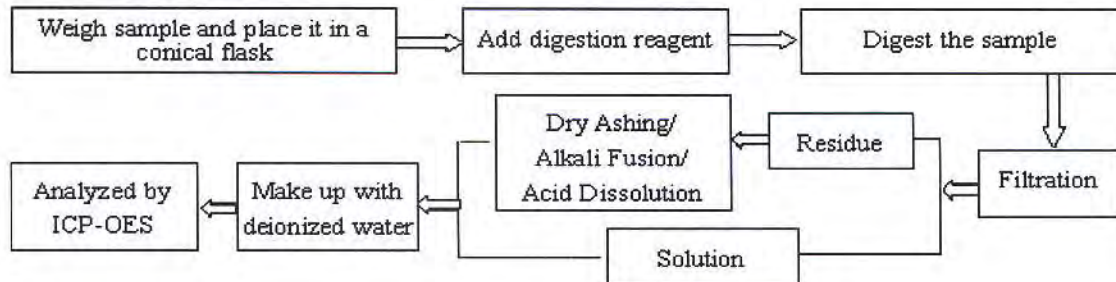 Weigh sample and place it in a
conical flask
Add digestion reagent
Digest the sample
Filtration
Residue
Dry Ashing/
Alkali Fusion/
Acid Dissolution
Solution
Make up with
deionized water
Analyzed by
ICP-OES